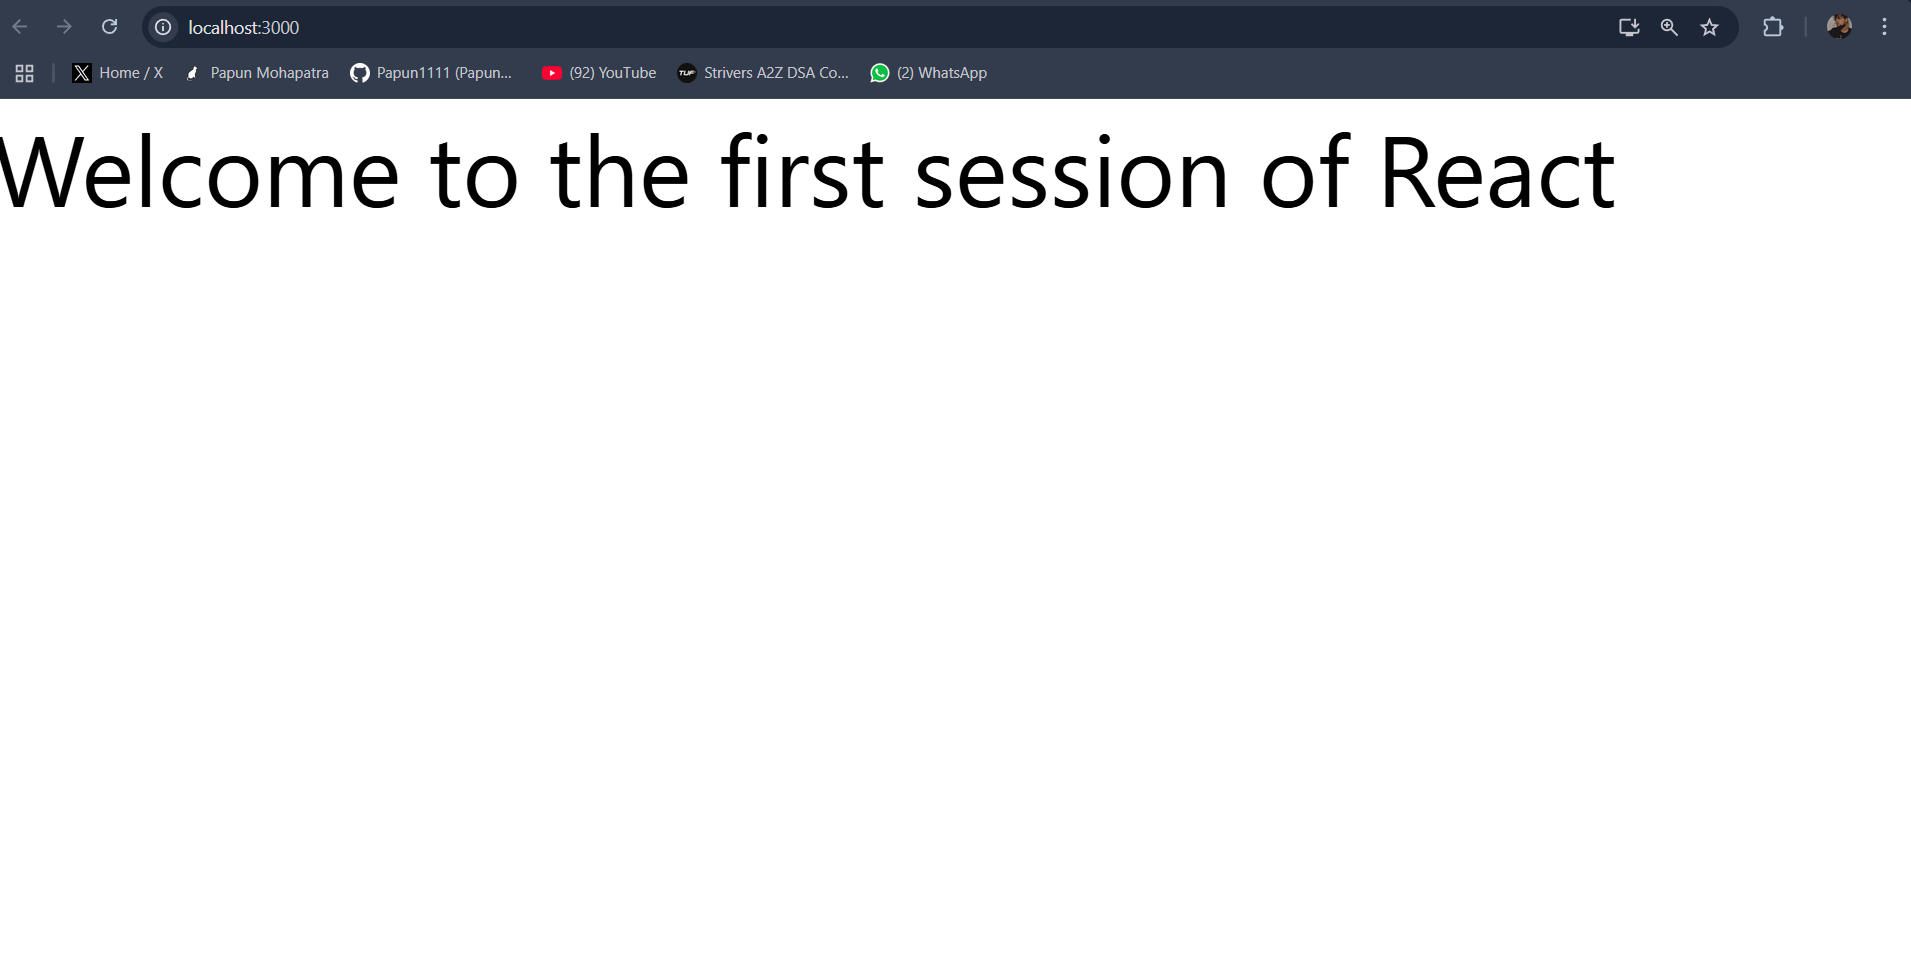 localhost:3000
Home / X Papun Mohapatra Papun1111 (Papun... (92) YouTube TUF Strivers A2Z DSA Co... (2) WhatsApp
Welcome to the first session of React